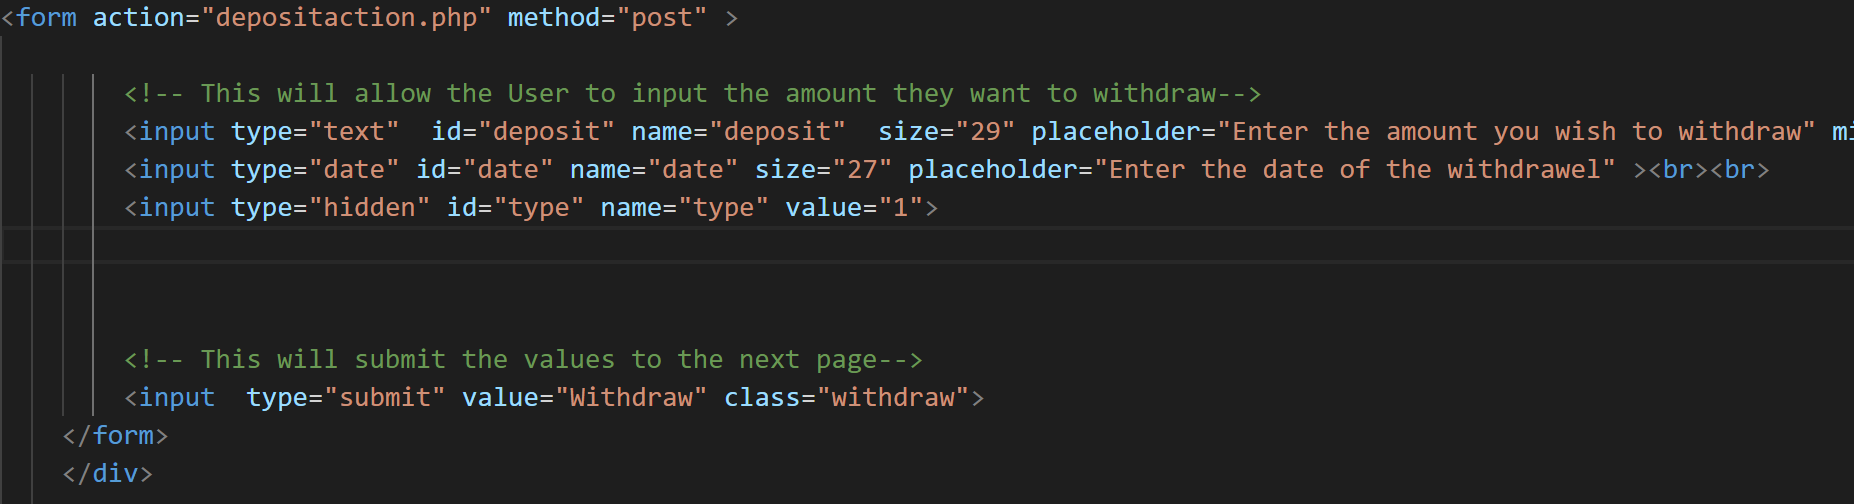 <form action="depositaction.php" method="post" >
<!-- This will allow the User to input the amount they want to withdraw-->
<input type="text"  id="deposit" name="deposit"  size="29" placeholder="Enter the amount you wish to withdraw" mi
<input type="date" id="date" name="date" size="27" placeholder="Enter the date of the withdrawel" ><br><br>
<input type="hidden" id="type" name="type" value="1">
<!-- This will submit the values to the next page-->
<input  type="submit" value="Withdraw" class="withdraw">
</form>
</div>